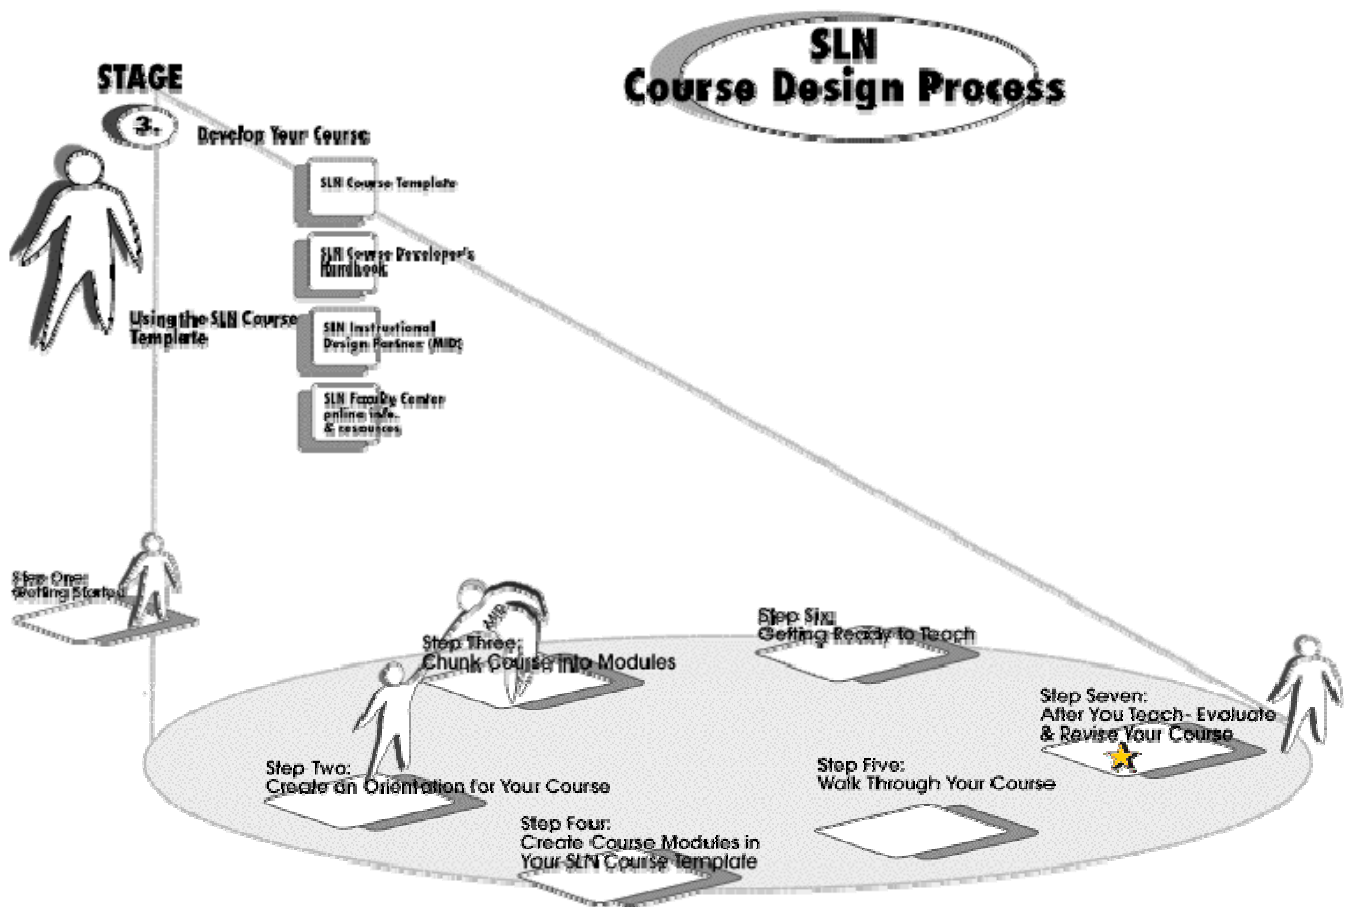 SLN
Course Design Process
STAGE
3.
Develop Your Course
SLN Course Template
SLN Course Developer's
Handbook
Using the SLN Course
Template
SLN Instructional
Design Partner (MID)
SLN Faculty Center
online info.
& resources
Step One:
Getting Started
MID
Step Three:
Chunk Course into Modules
Step Six:
Getting Ready to Teach
Step Seven:
After You Teach- Evaluate
& Revise Your Course
Step Two:
Create an Orientation for Your Course
Step Five:
Walk Through Your Course
Step Four:
Create Course Modules in
Your SLN Course Template